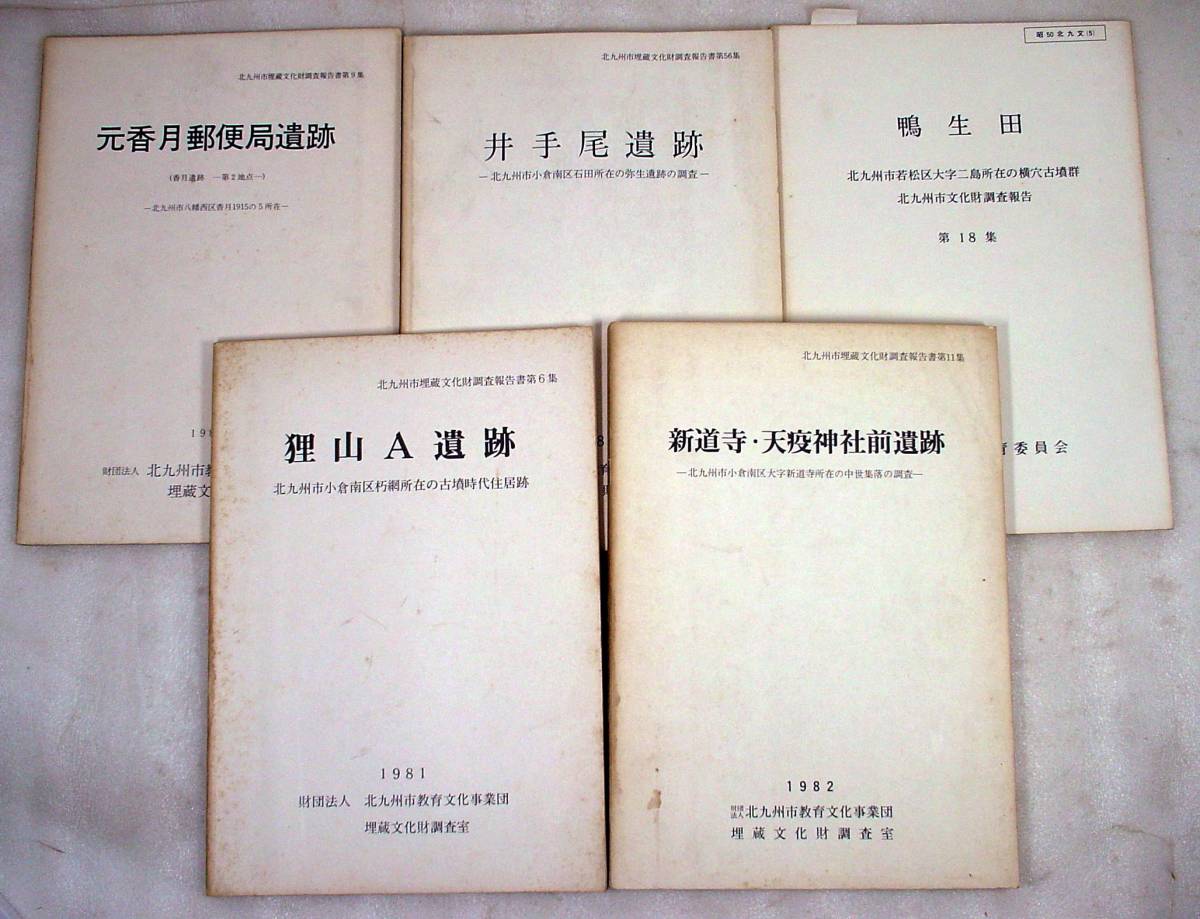 北九州市埋蔵文化財調査報告書第9集
元香月郵便局遺跡
(香月遺跡 ―第2地点―)
―北九州市八幡西区香月1915の5所在―
198
財団法人 北九州市教
埋蔵文
北九州市埋蔵文化財調査報告書第56集
井手尾遺跡
―北九州市小倉南区石田所在の弥生遺跡の調査―
昭50北九文(5)
鴨生田
北九州市若松区大字二島所在の横穴古墳群
北九州市文化財調査報告
第18集
育委員会
北九州市埋蔵文化財調査報告書第6集
狸山A遺跡
北九州市小倉南区朽網所在の古墳時代住居跡
1981
財団法人 北九州市教育文化事業団
埋蔵文化財調査室
北九州市埋蔵文化財調査報告書第11集
新道寺・天疫神社前遺跡
―北九州市小倉南区大字新道寺所在の中世集落の調査―
1982
財団法人 北九州市教育文化事業団
埋蔵文化財調査室